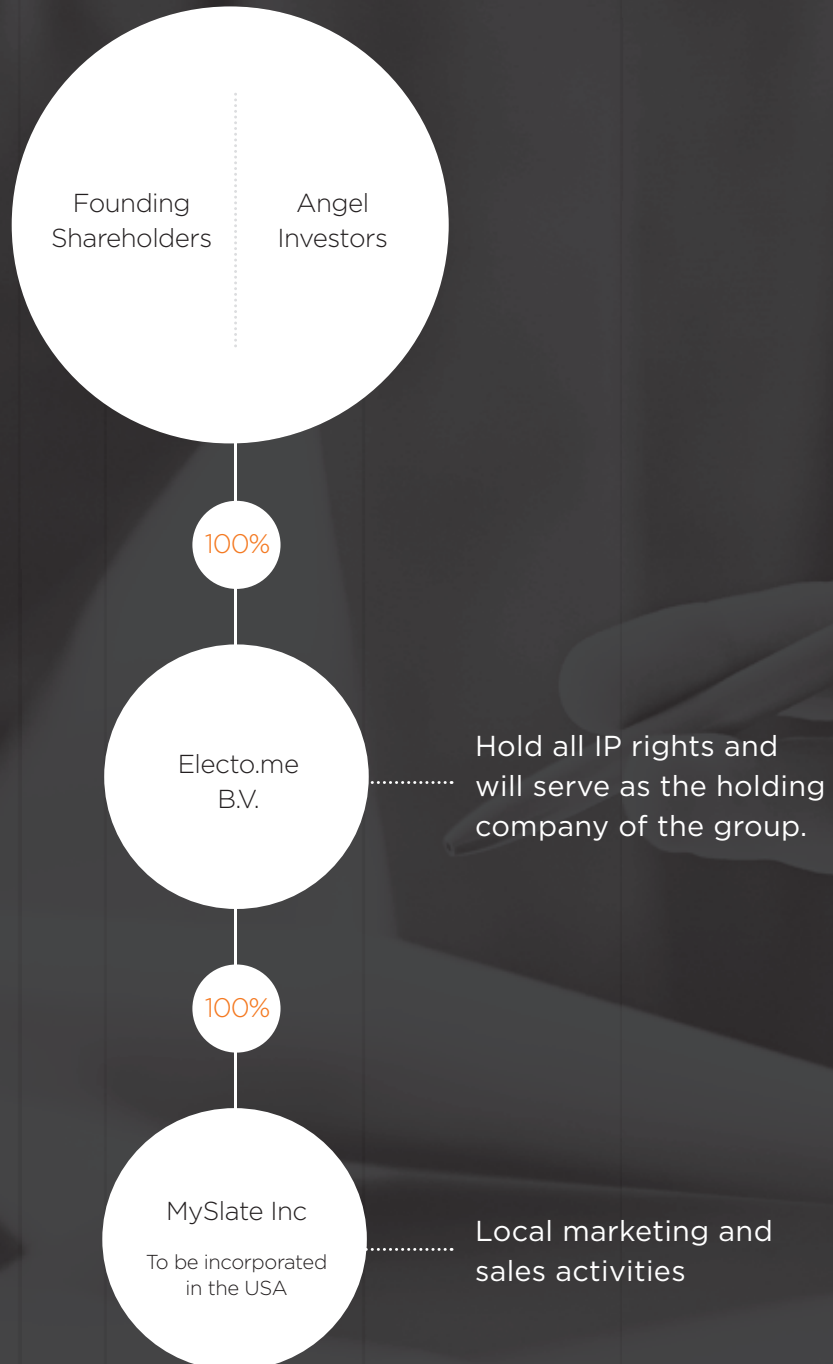 Founding
Shareholders
Angel
Investors
100%
Electo.me
B.V.
Hold all IP rights and
will serve as the holding
company of the group.
100%
MySlate Inc
To be incorporated
in the USA
Local marketing and
sales activities